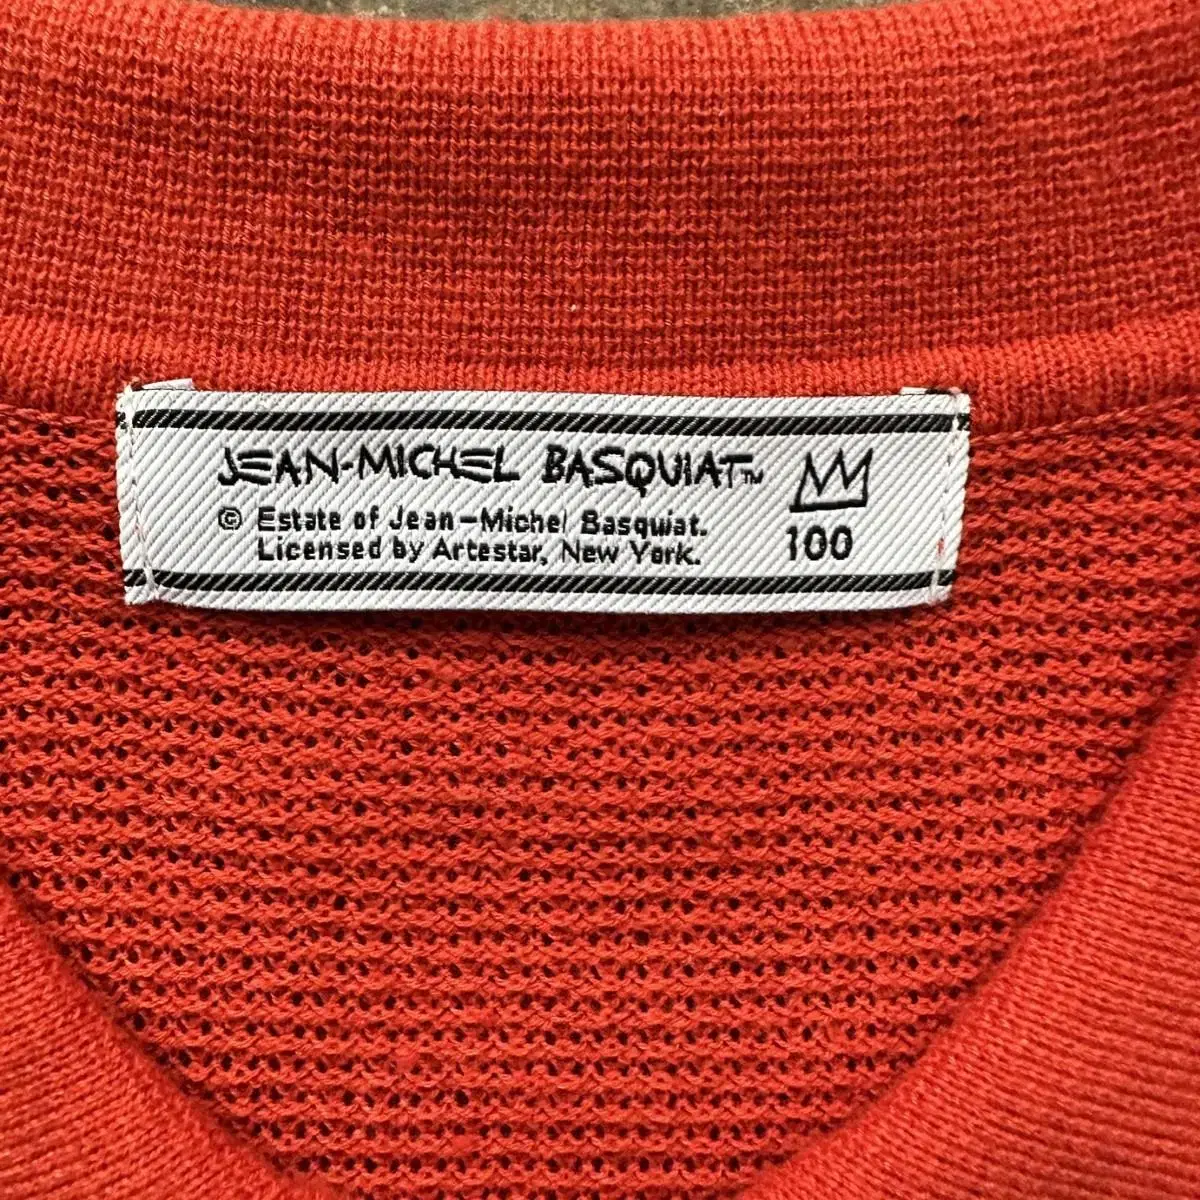 JEAN-MICHEL BASQUIAT™
© Estate of Jean-Michel Basquiat.
Licensed by Artestar, New York.
100